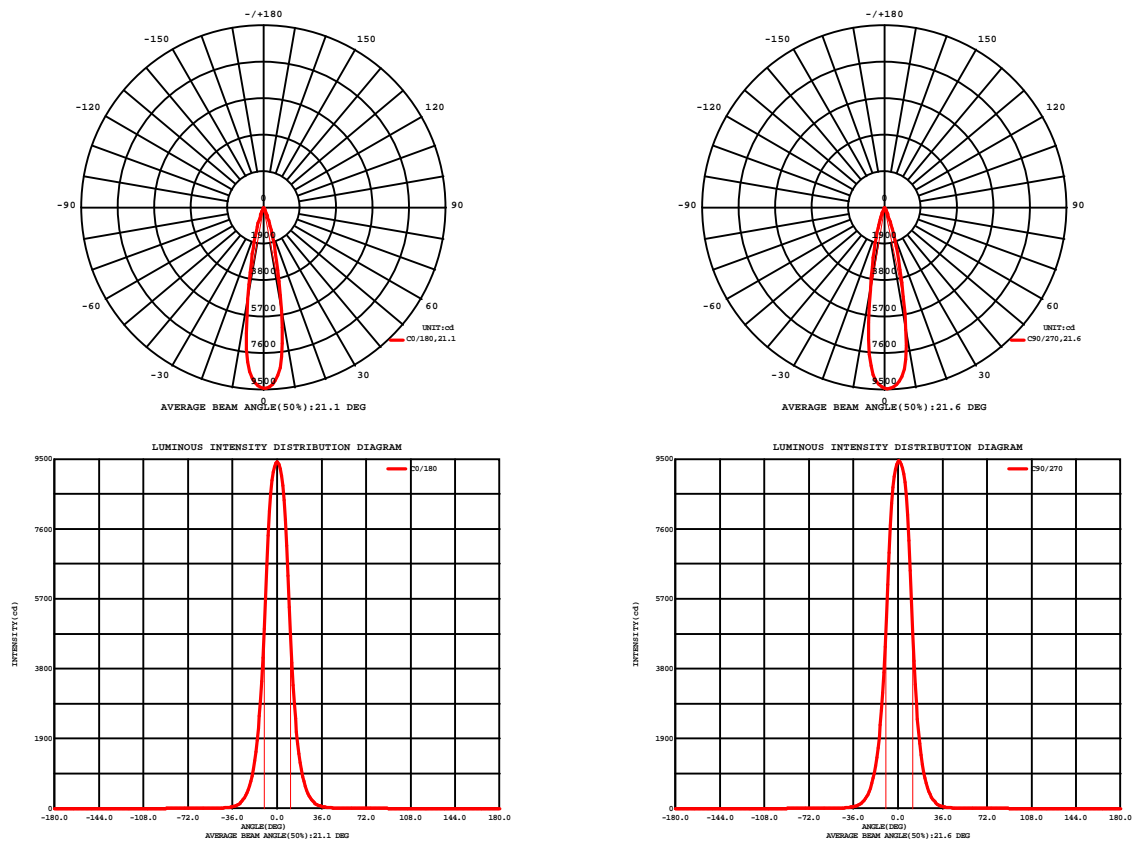 -/+180
-150 150
-120 120
-90 90
-60 60
-30 30
0
1900
3800
5700
7600
9500
0
UNIT:cd
C0/180,21.1
AVERAGE BEAM ANGLE(50%):21.1 DEG
-/+180
-150 150
-120 120
-90 90
-60 60
-30 30
0
1900
3800
5700
7600
9500
0
UNIT:cd
C90/270,21.6
AVERAGE BEAM ANGLE(50%):21.6 DEG
LUMINOUS INTENSITY DISTRIBUTION DIAGRAM
C0/180
INTENSITY(cd)
9500
7600
5700
3800
1900
0
-180.0 -144.0 -108.0 -72.0 -36.0 0.0 36.0 72.0 108.0 144.0 180.0
ANGLE(DEG)
AVERAGE BEAM ANGLE(50%):21.1 DEG
LUMINOUS INTENSITY DISTRIBUTION DIAGRAM
C90/270
INTENSITY(cd)
9500
7600
5700
3800
1900
0
-180.0 -144.0 -108.0 -72.0 -36.0 0.0 36.0 72.0 108.0 144.0 180.0
ANGLE(DEG)
AVERAGE BEAM ANGLE(50%):21.6 DEG